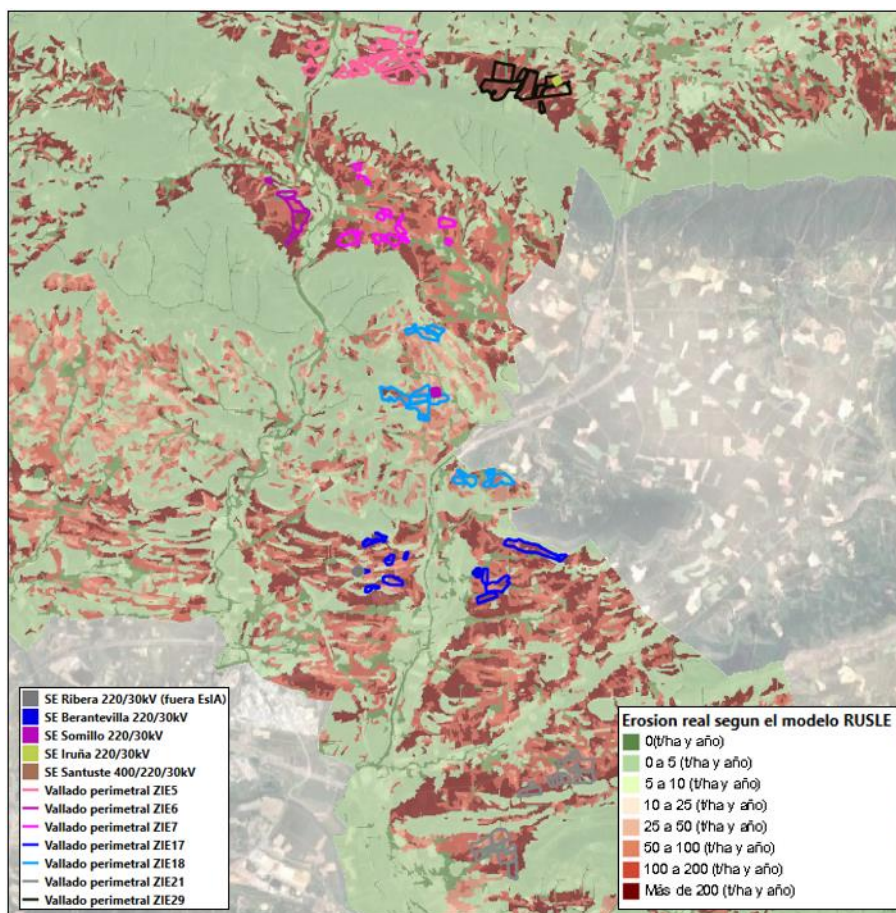 SE Ribera 220/30kV (fuera EsIA)
SE Berantevilla 220/30kV
SE Somillo 220/30kV
SE Iruña 220/30kV
SE Santuste 400/220/30kV
Vallado perimetral ZIE5
Vallado perimetral ZIE6
Vallado perimetral ZIE7
Vallado perimetral ZIE17
Vallado perimetral ZIE18
Vallado perimetral ZIE21
Vallado perimetral ZIE29
Erosion real segun el modelo RUSLE
0(t/ha y año)
0 a 5 (t/ha y año)
5 a 10 (t/ha y año)
10 a 25 (t/ha y año)
25 a 50 (t/ha y año)
50 a 100 (t/ha y año)
100 a 200 (t/ha y año)
Más de 200 (t/ha y año)